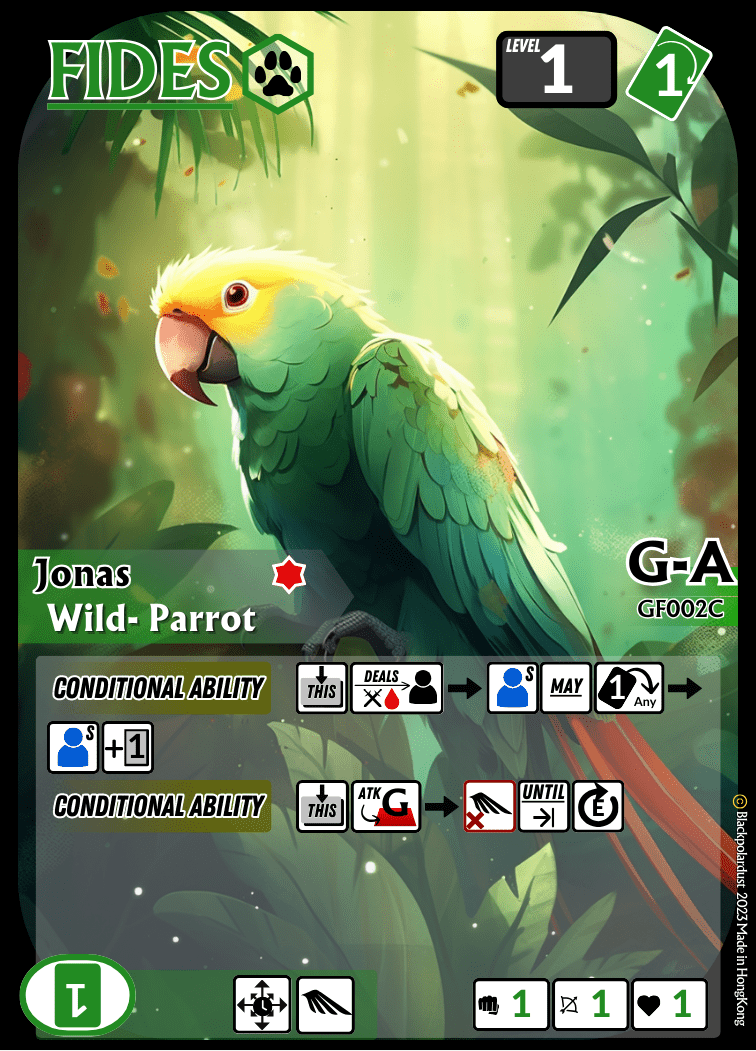 FIDES
LEVEL 1
1
Jonas
Wild- Parrot
G-A
GF002C
CONDITIONAL ABILITY THIS DEALS S MAY 1 Any
S +1
CONDITIONAL ABILITY THIS ATK G UNTIL E
1
1 1 1
© Blackpolardust 2023 Made in HongKong